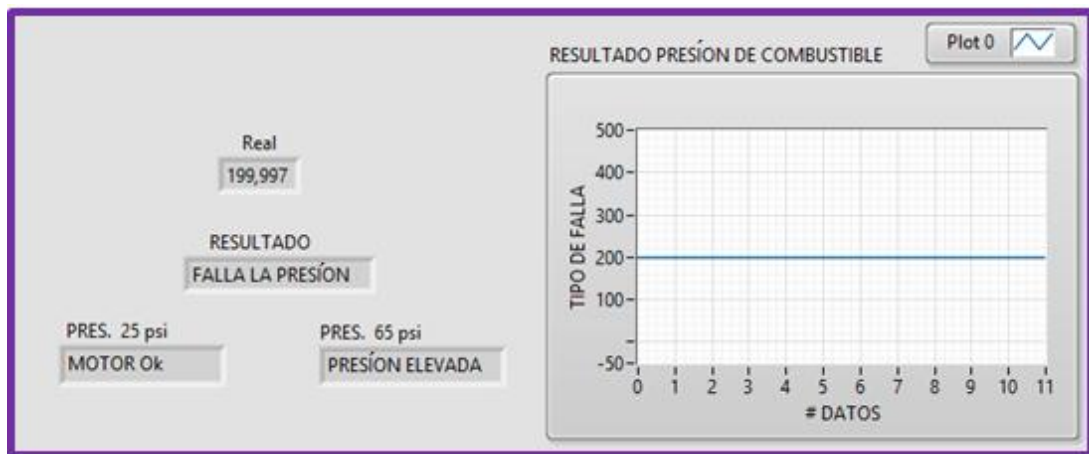 Real
199,997
RESULTADO
FALLA LA PRESÍON
PRES. 25 psi
MOTOR Ok
PRES. 65 psi
PRESÍON ELEVADA
RESULTADO PRESÍON DE COMBUSTIBLE
Plot 0
TIPO DE FALLA
500
400
300
200
100
-50
0 1 2 3 4 5 6 7 8 9 10 11
# DATOS